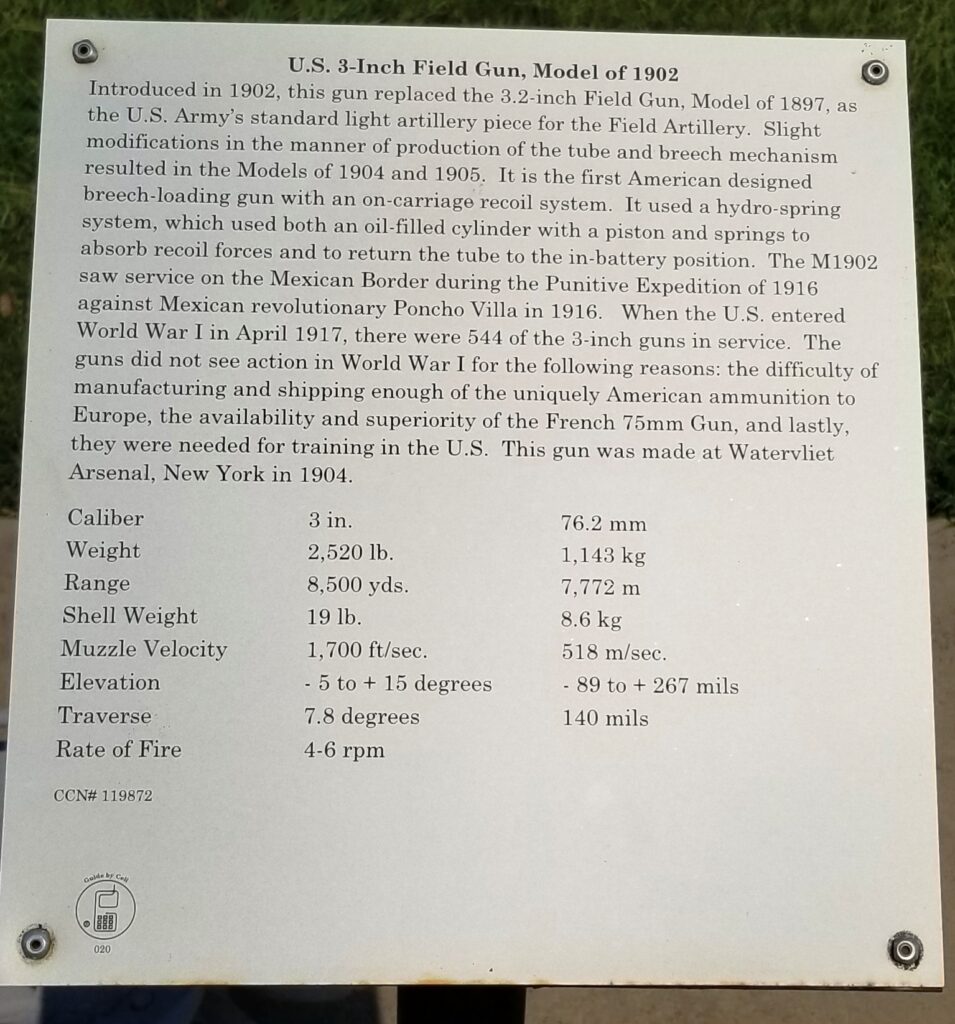 U.S. 3-Inch Field Gun, Model of 1902
Introduced in 1902, this gun replaced the 3.2-inch Field Gun, Model of 1897, as
the U.S. Army's standard light artillery piece for the Field Artillery.  Slight
modifications in the manner of production of the tube and breech mechanism
resulted in the Models of 1904 and 1905.  It is the first American designed
breech-loading gun with an on-carriage recoil system.  It used a hydro-spring
system, which used both an oil-filled cylinder with a piston and springs to
absorb recoil forces and to return the tube to the in-battery position.  The M1902
saw service on the Mexican Border during the Punitive Expedition of 1916
against Mexican revolutionary Poncho Villa in 1916.   When the U.S. entered
World War I in April 1917, there were 544 of the 3-inch guns in service.  The
guns did not see action in World War I for the following reasons: the difficulty of
manufacturing and shipping enough of the uniquely American ammunition to
Europe, the availability and superiority of the French 75mm Gun, and lastly,
they were needed for training in the U.S.  This gun was made at Watervliet
Arsenal, New York in 1904.
Caliber 3 in. 76.2 mm
Weight 2,520 lb. 1,143 kg
Range 8,500 yds. 7,772 m
Shell Weight 19 lb. 8.6 kg
Muzzle Velocity 1,700 ft/sec. 518 m/sec.
Elevation - 5 to + 15 degrees - 89 to + 267 mils
Traverse 7.8 degrees 140 mils
Rate of Fire 4-6 rpm
CCN# 119872
Guide by Cell
020